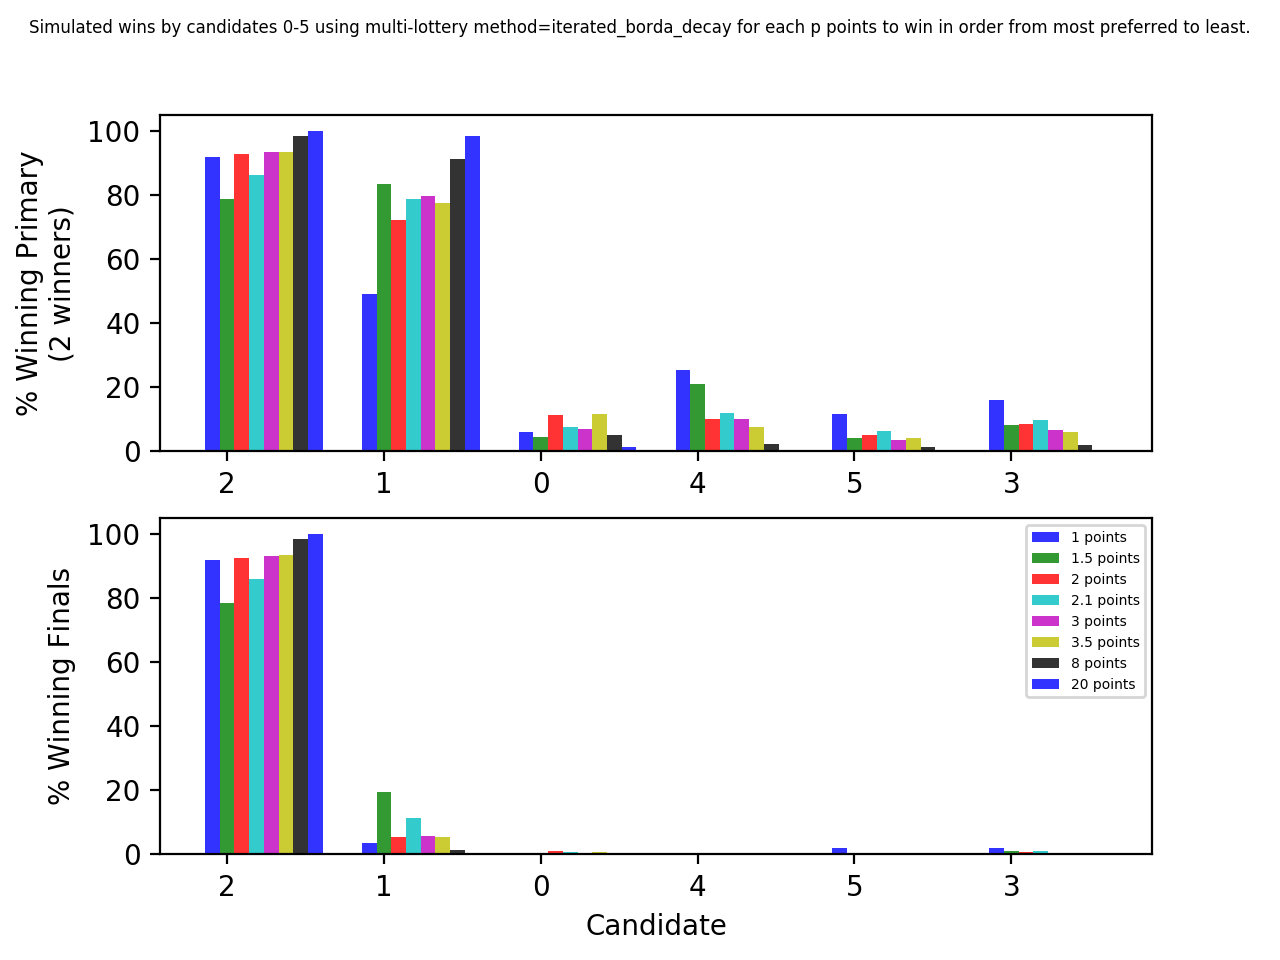 Simulated wins by candidates 0-5 using multi-lottery method=iterated_borda_decay for each p points to win in order from most preferred to least.
% Winning Primary
(2 winners)
100
80
60
40
20
0
2 1 0 4 5 3
% Winning Finals
100
80
60
40
20
0
1 points
1.5 points
2 points
2.1 points
3 points
3.5 points
8 points
20 points
2 1 0 4 5 3
Candidate